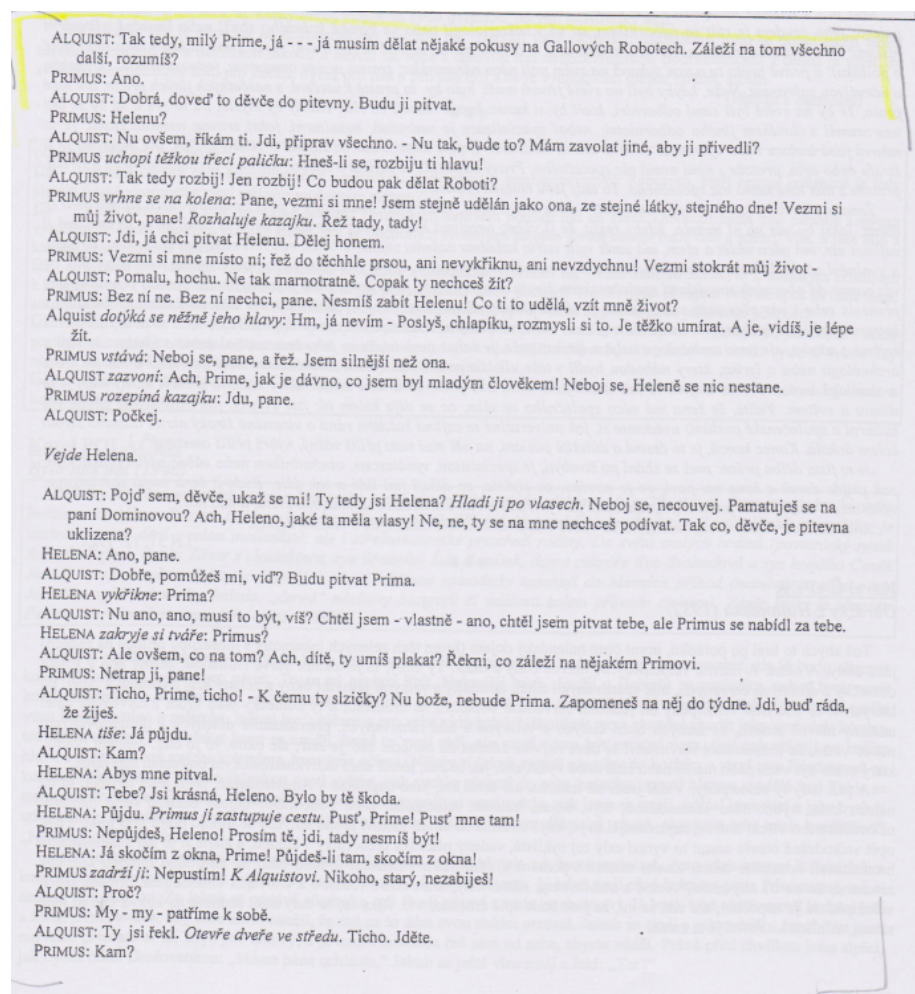 ALQUIST: Tak tedy, milý Prime, já - - - já musím dělat nějaké pokusy na Gallových Robotech. Záleží na tom všechno
další, rozumíš?
PRIMUS: Ano.
ALQUIST: Dobrá, doveď to děvče do pitevny. Budu ji pitvat.
PRIMUS: Helenu?
ALQUIST: Nu ovšem, říkám ti. Jdi, připrav všechno. - Nu tak, bude to? Mám zavolat jiné, aby ji přivedli?
PRIMUS uchopí těžkou třecí paličku: Hneš-li se, rozbiju ti hlavu!
ALQUIST: Tak tedy rozbij! Jen rozbij! Co budou pak dělat Roboti?
PRIMUS vrhne se na kolena: Pane, vezmi si mne! Jsem stejně udělán jako ona, ze stejné látky, stejného dne! Vezmi si
můj život, pane! Rozhaluje kazajku. Řež tady, tady!
ALQUIST: Jdi, já chci pitvat Helenu. Dělej honem.
PRIMUS: Vezmi si mne místo ní; řež do těchhle prsou, ani nevykřiknu, ani nevzdychnu! Vezmi stokrát můj život -
ALQUIST: Pomalu, hochu. Ne tak marnotratně. Copak ty nechceš žít?
PRIMUS: Bez ní ne. Bez ní nechci, pane. Nesmíš zabít Helenu! Co ti to udělá, vzít mně život?
Alquist dotýká se něžně jeho hlavy: Hm, já nevím - Poslyš, chlapíku, rozmysli si to. Je těžko umírat. A je, vidíš, je lépe
žít.
PRIMUS vstává: Neboj se, pane, a řež. Jsem silnější než ona.
ALQUIST zazvoní: Ach, Prime, jak je dávno, co jsem byl mladým člověkem! Neboj se, Heleně se nic nestane.
PRIMUS rozepíná kazajku: Jdu, pane.
ALQUIST: Počkej.
Vejde Helena.
ALQUIST: Pojď sem, děvče, ukaž se mi! Ty tedy jsi Helena? Hladí ji po vlasech. Neboj se, necouvej. Pamatuješ se na
paní Dominovou? Ach, Heleno, jaké ta měla vlasy! Ne, ne, ty se na mne nechceš podívat. Tak co, děvče, je pitevna
uklizena?
HELENA: Ano, pane.
ALQUIST: Dobře, pomůžeš mi, viď? Budu pitvat Prima.
HELENA vykřikne: Prima?
ALQUIST: Nu ano, ano, musí to být, víš? Chtěl jsem - vlastně - ano, chtěl jsem pitvat tebe, ale Primus se nabídl za tebe.
HELENA zakryje si tváře: Primus?
ALQUIST: Ale ovšem, co na tom? Ach, dítě, ty umíš plakat? Řekni, co záleží na nějakém Primovi.
PRIMUS: Netrap ji, pane!
ALQUIST: Ticho, Prime, ticho! - K čemu ty slzičky? Nu bože, nebude Prima. Zapomeneš na něj do týdne. Jdi, buď ráda,
že žiješ.
HELENA tiše: Já půjdu.
ALQUIST: Kam?
HELENA: Abys mne pitval.
ALQUIST: Tebe? Jsi krásná, Heleno. Bylo by tě škoda.
HELENA: Půjdu. Primus jí zastupuje cestu. Pusť, Prime! Pusť mne tam!
PRIMUS: Nepůjdeš, Heleno! Prosím tě, jdi, tady nesmíš být!
HELENA: Já skočím z okna, Prime! Půjdeš-li tam, skočím z okna!
PRIMUS zadrží ji: Nepustím! K Alquistovi. Nikoho, starý, nezabiješ!
ALQUIST: Proč?
PRIMUS: My - my - patříme k sobě.
ALQUIST: Ty jsi řekl. Otevře dveře ve středu. Ticho. Jděte.
PRIMUS: Kam?